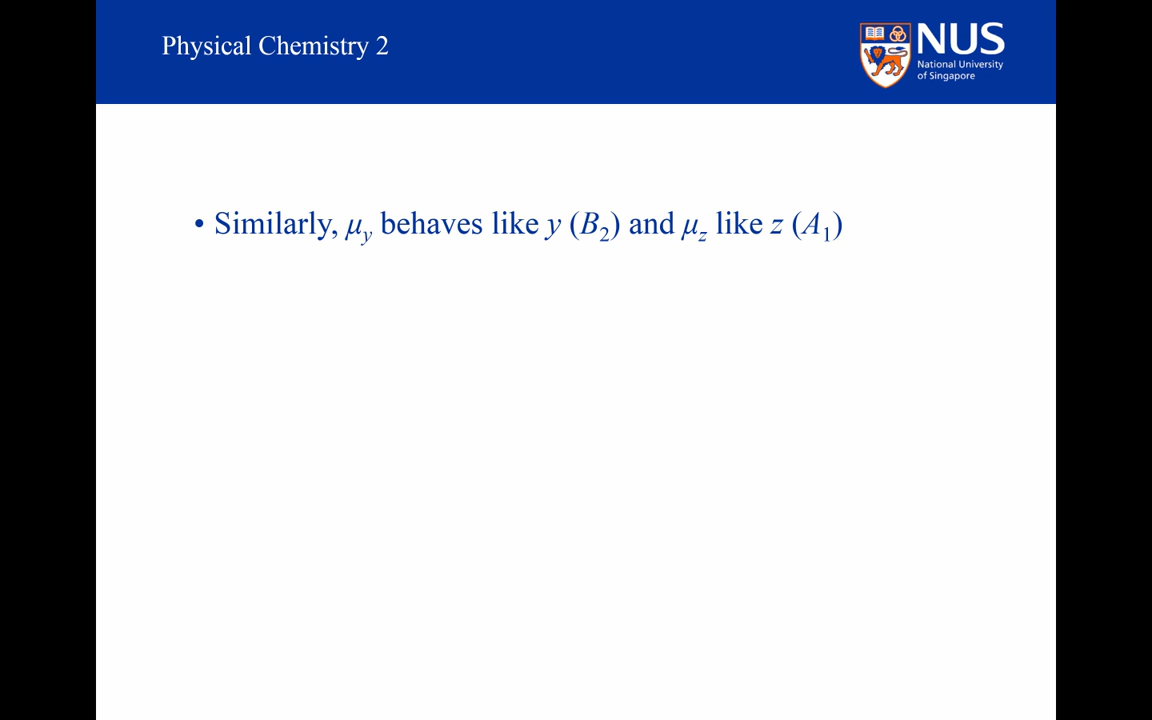 Physical Chemistry 2
NUS
National University
of Singapore
• Similarly, μy behaves like y (B2) and μz like z (A1)